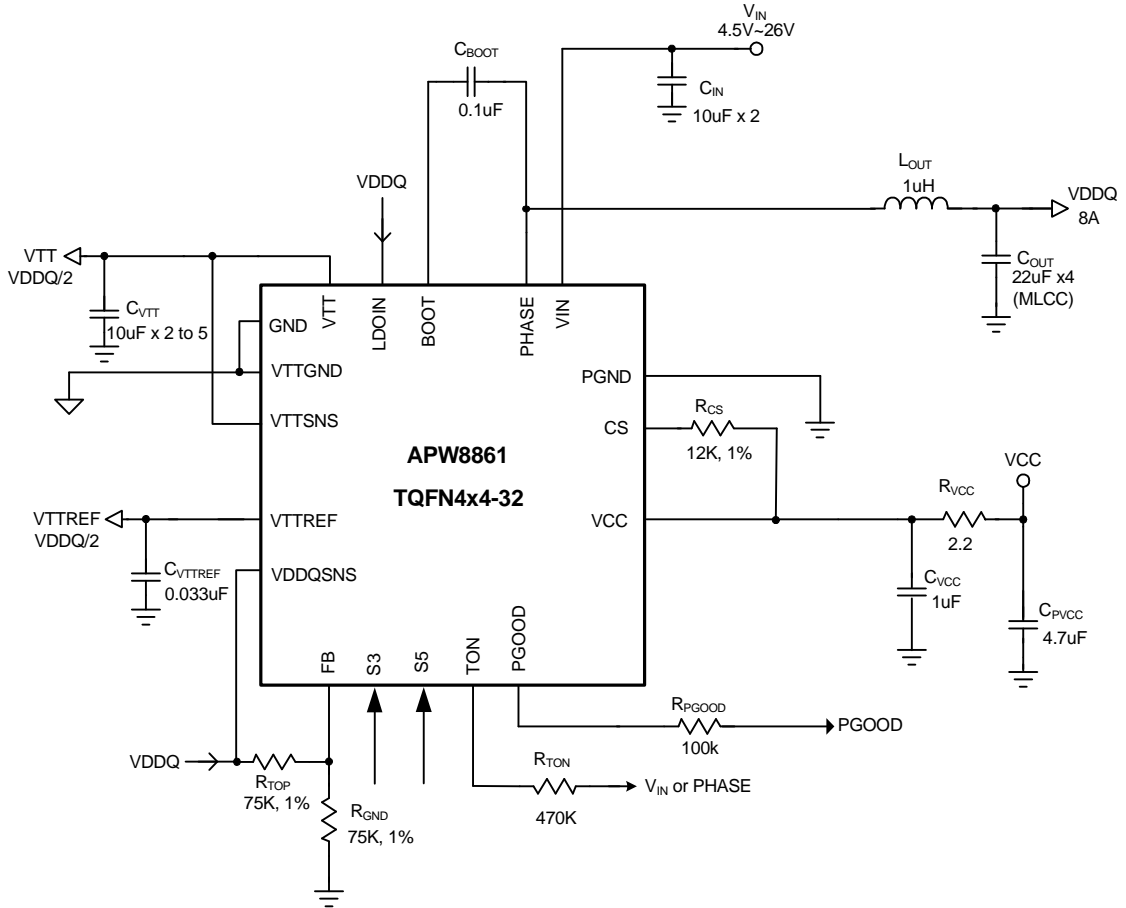 V_IN
4.5V~26V
C_BOOT
0.1uF
C_IN
10uF x 2
L_OUT
1uH
VDDQ
8A
C_OUT
22uF x4
(MLCC)
VDDQ
VTT
VDDQ/2
C_VTT
10uF x 2 to 5
VTT
LDOIN
BOOT
PHASE
VIN
GND
VTTGND
VTTSNS
VTTREF
VDDQSNS
PGND
CS
VCC
APW8861
TQFN4x4-32
R_CS
12K, 1%
VCC
R_VCC
2.2
C_VCC
1uF
C_PVCC
4.7uF
VTTREF
VDDQ/2
C_VTTREF
0.033uF
FB
S3
S5
TON
PGOOD
R_PGOOD
100k
PGOOD
VDDQ
R_TOP
75K, 1%
R_GND
75K, 1%
R_TON
470K
V_IN or PHASE